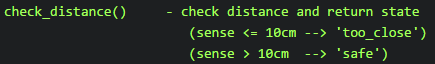 check_distance()     - check distance and return state
                       (sense <= 10cm --> 'too_close')
                       (sense > 10cm  --> 'safe')